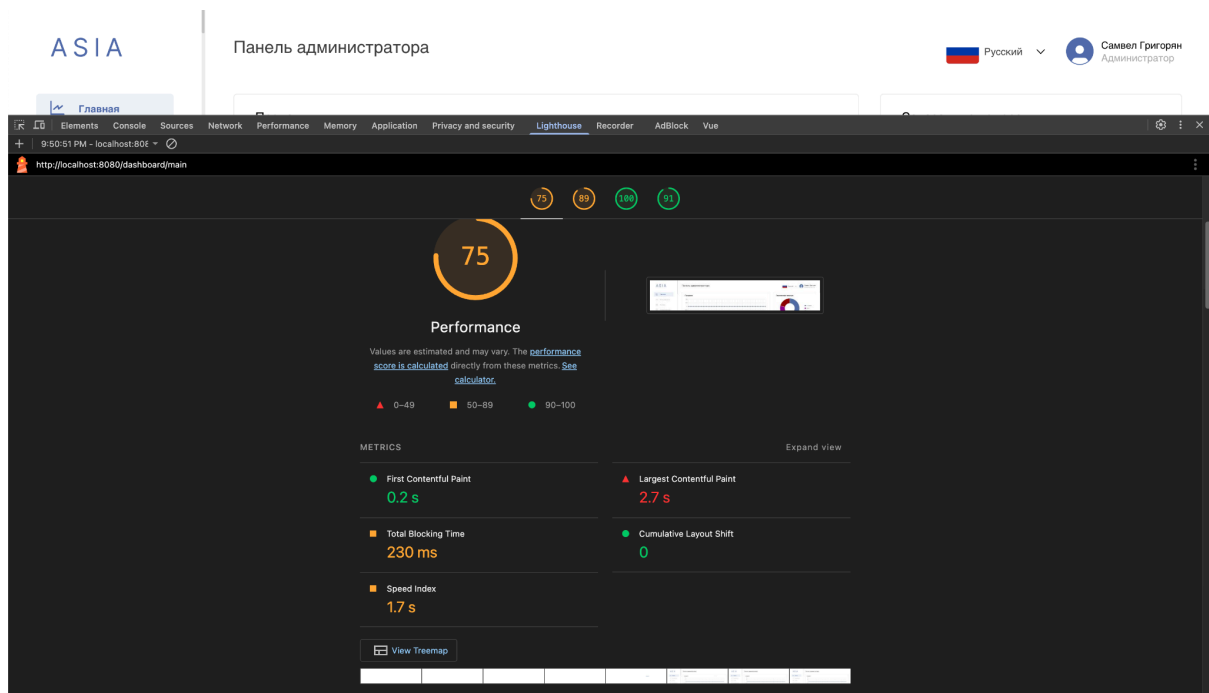 ASIA
Панель администратора
Русский
Самвел Григорян
Администратор
Главная
Elements Console Sources Network Performance Memory Application Privacy and security Lighthouse Recorder AdBlock Vue
9:50:51 PM - localhost:808
http://localhost:8080/dashboard/main
75 89 100 91
75
Performance
Values are estimated and may vary. The performance
score is calculated directly from these metrics. See
calculator.
0–49 50–89 90–100
METRICS Expand view
First Contentful Paint
0.2 s
Largest Contentful Paint
2.7 s
Total Blocking Time
230 ms
Cumulative Layout Shift
0
Speed Index
1.7 s
View Treemap